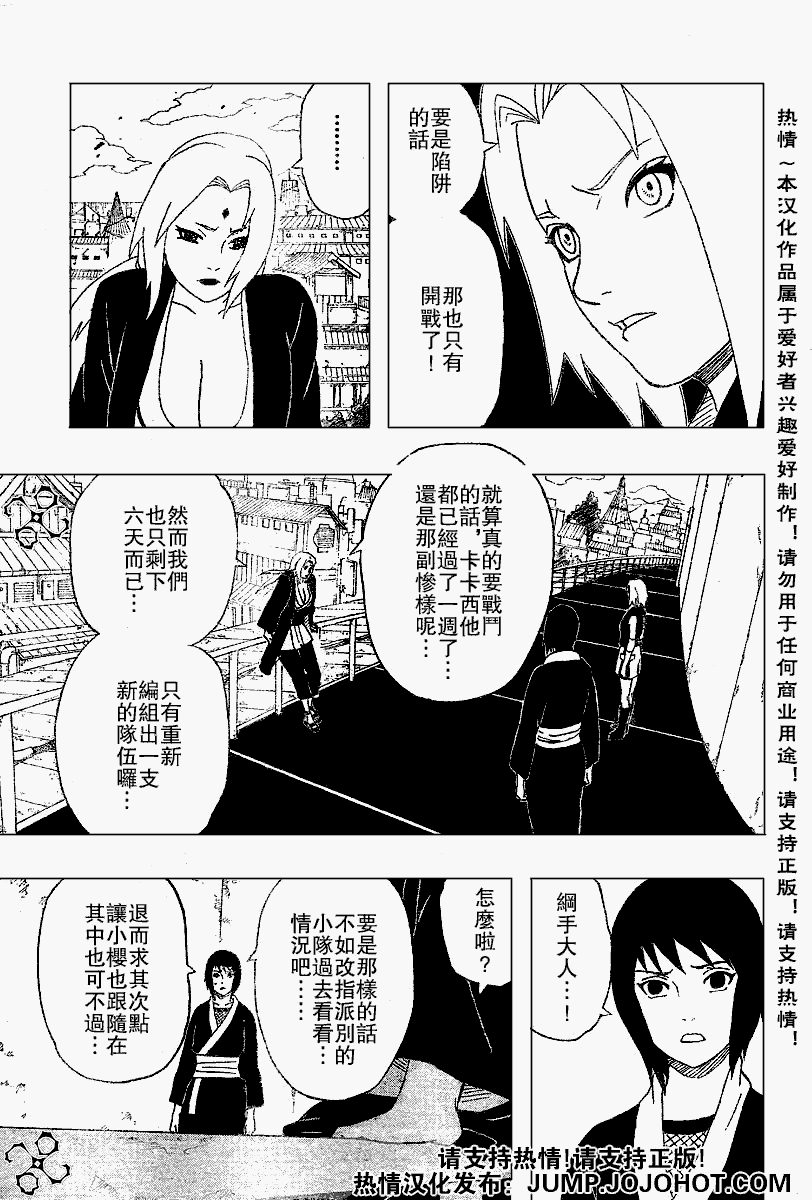 要是陷阱
的話
那也只有
開戰了！
………
就算真的要戰鬥
的話，卡卡西他
都已經過了一週了…
還是那副慘樣呢…
然而我們
也只剩下
六天而已…
只有重新
編組出一支
新的隊伍囉…
綱手大人…！
怎麼啦？
要是那樣的話
不如改指派別的
小隊過去看看…
情況吧……
退而求其次點
讓小櫻也跟隨在
其中也可不過…
热情～本汉化作品属于爱好者兴趣爱好制作！请勿用于任何商业用途！请支持正版！请支持热情！
请支持热情!请支持正版!
热情汉化发布：JUMP.JOJOHOT.COM